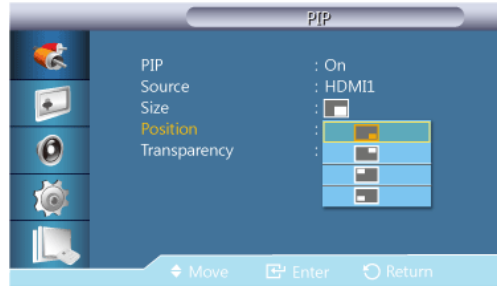 PIP
PIP : On
Source : HDMI1
Size :
Position :
Transparency :
Move Enter Return